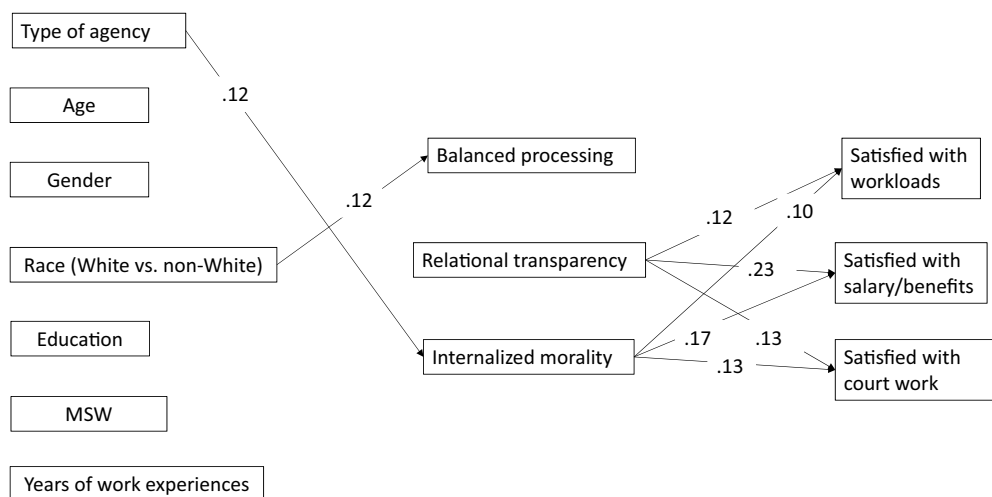 Type of agency
.12
Age
Balanced processing
Satisfied with
workloads
Gender
.12
.12
.10
Race (White vs. non-White)
Relational transparency
.23
Satisfied with
salary/benefits
Education
Internalized morality
.17
.13
.13
Satisfied with
court work
MSW
Years of work experiences